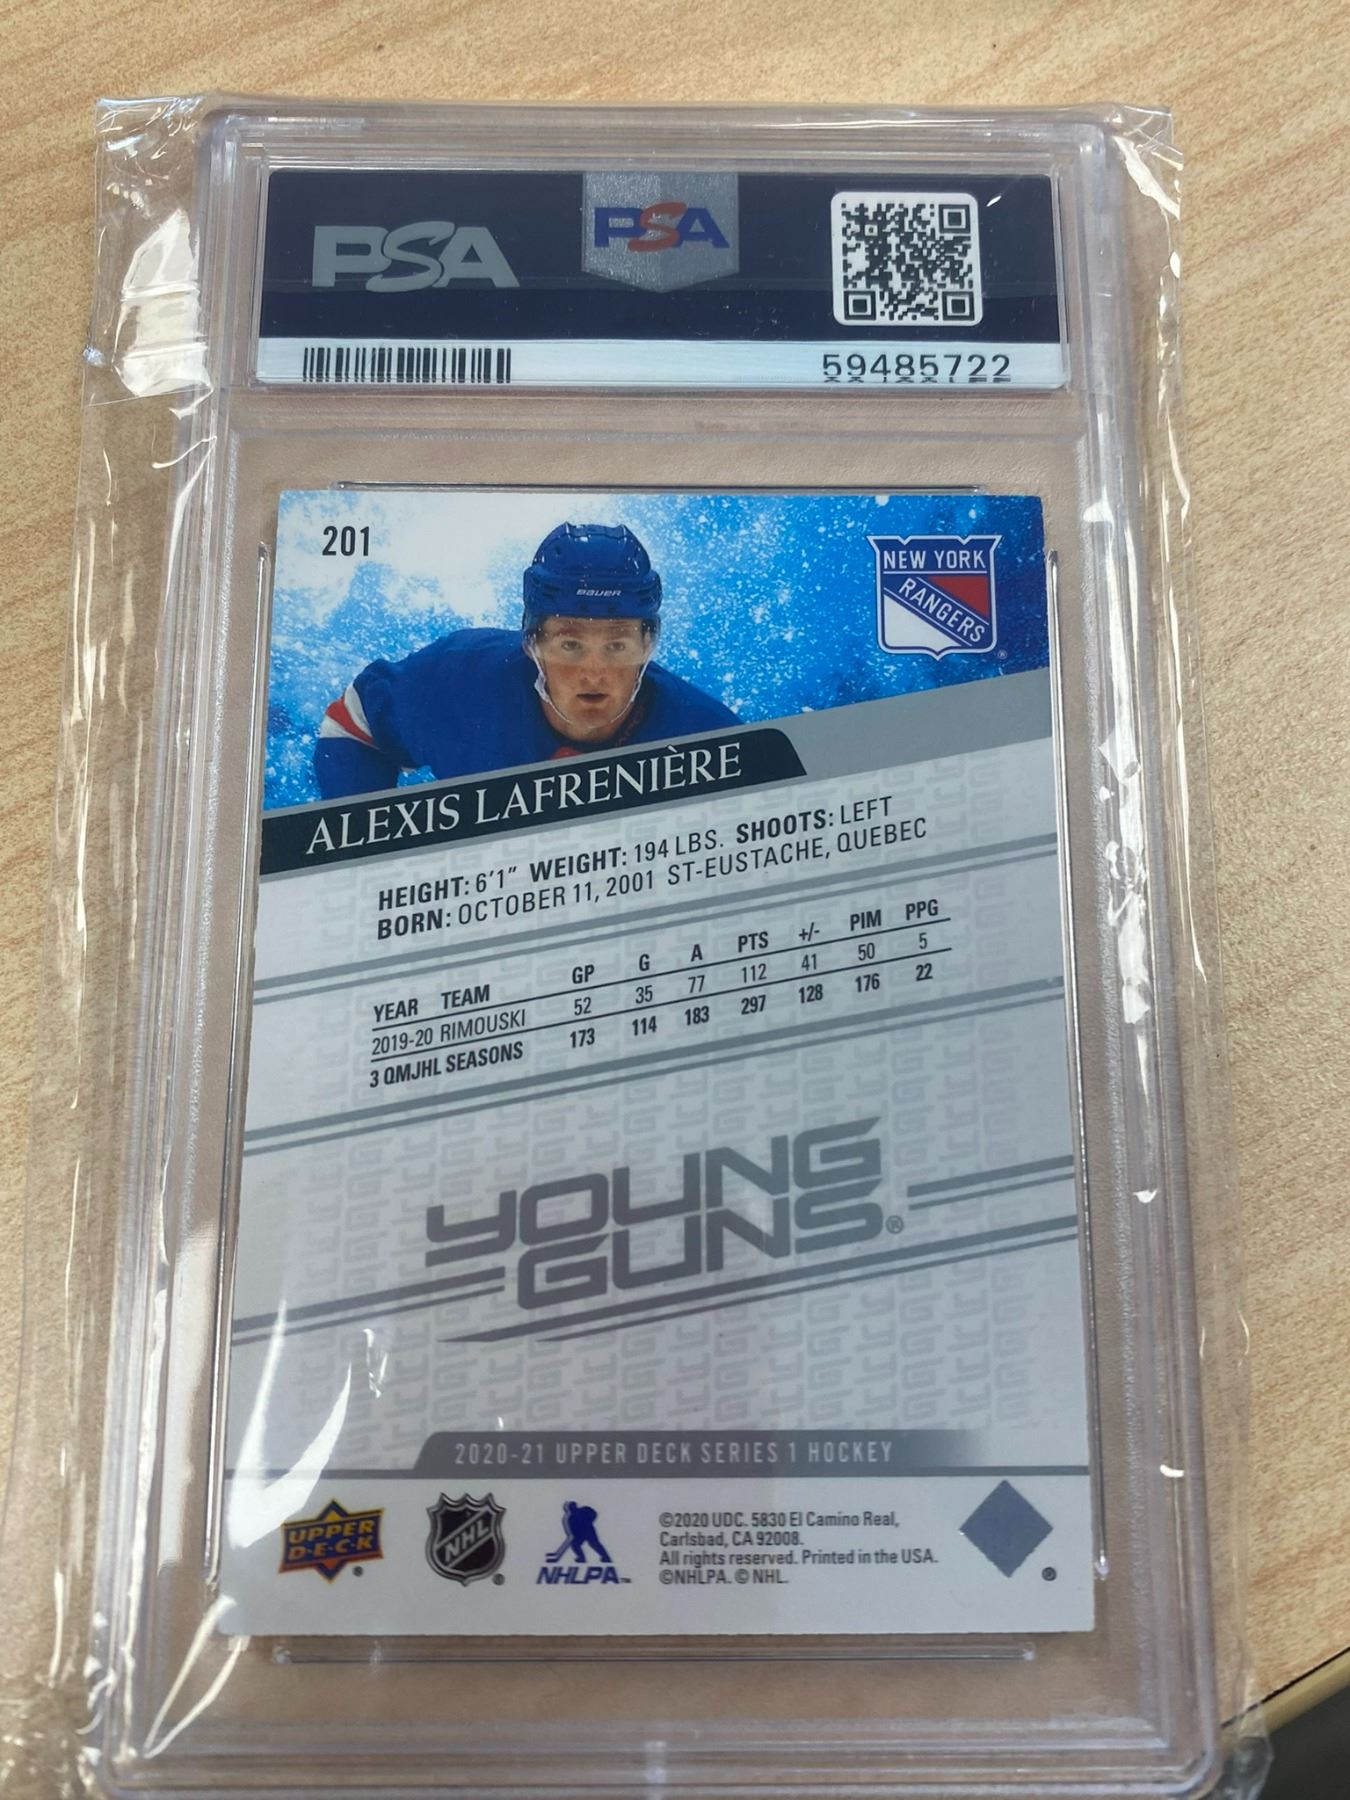 PSA
PSA
59485722
201
BAUER
NEW YORK
RANGERS
®
ALEXIS LAFRENIÈRE
HEIGHT: 6'1" WEIGHT: 194 LBS. SHOOTS: LEFT
BORN: OCTOBER 11, 2001 ST-EUSTACHE, QUEBEC
YEAR TEAM GP G A PTS +/- PIM PPG
2019-20 RIMOUSKI 52 35 77 112 41 50 5
3 QMJHL SEASONS 173 114 183 297 128 176 22
YOUNG
GUNS®
2020-21 UPPER DECK SERIES 1 HOCKEY
UPPER
D·E·C·K®
NHL®
NHLPA™
©2020 UDC. 5830 El Camino Real,
Carlsbad, CA 92008.
All rights reserved. Printed in the USA.
©NHLPA. © NHL.